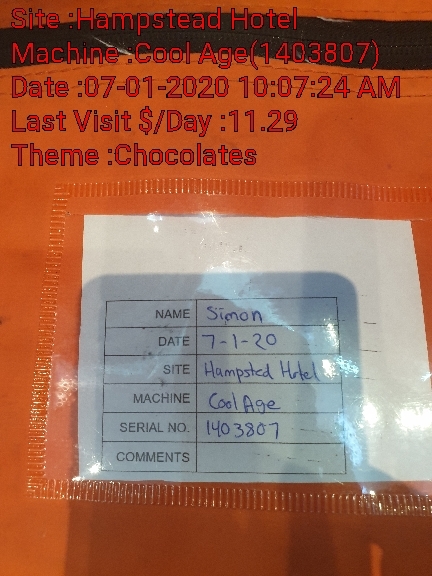 Site :Hampstead Hotel
Machine :Cool Age(1403807)
Date :07-01-2020 10:07:24 AM
Last Visit $/Day :11.29
Theme :Chocolates
NAME Simon
DATE 7-1-20
SITE Hampsted Hotel
MACHINE Cool Age
SERIAL NO. 1403807
COMMENTS